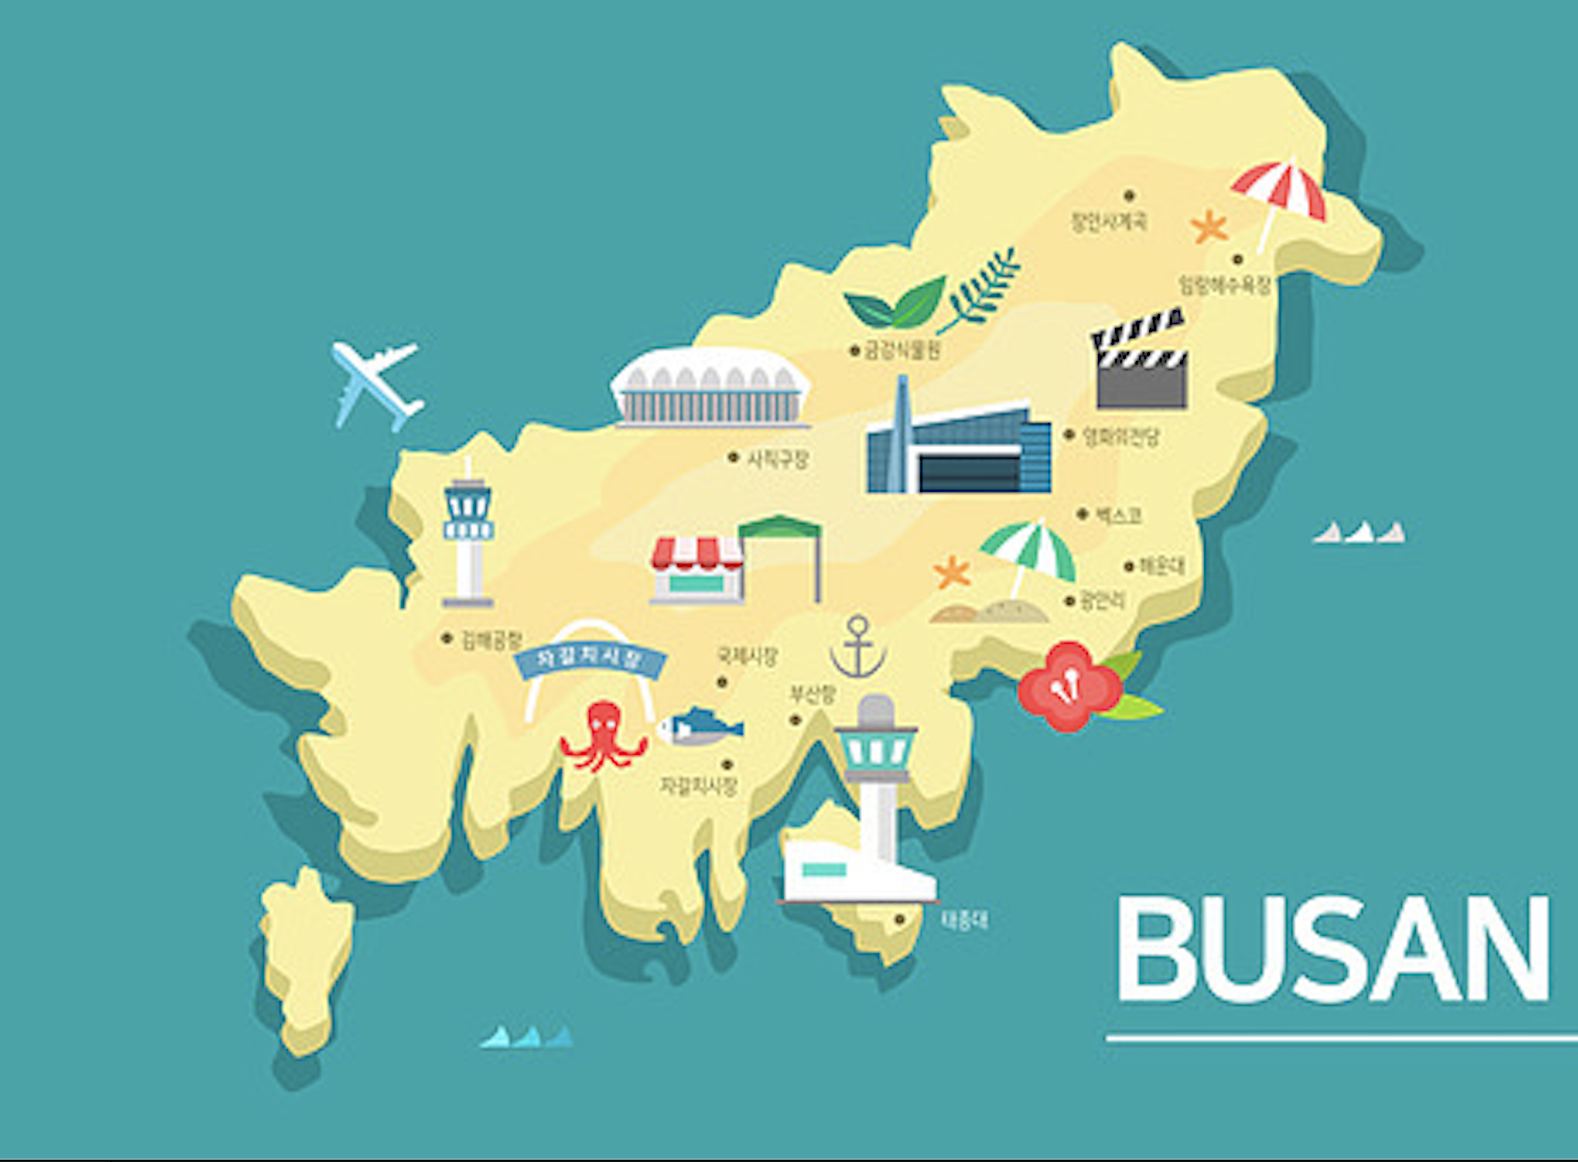 장안사계곡
임랑해수욕장
금강식물원
영화의전당
사직구장
벡스코
해운대
광안리
김해공항
자갈치시장
국제시장
부산항
자갈치시장
태종대
BUSAN